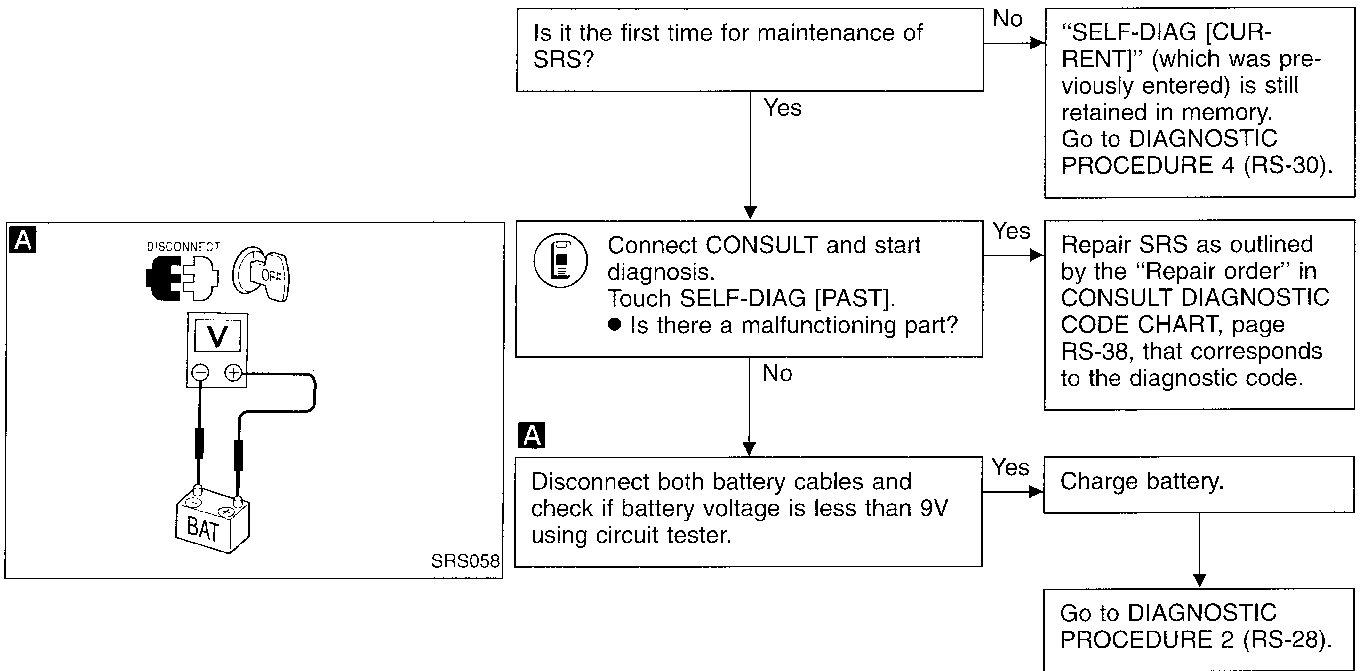 Is it the first time for maintenance of
SRS?
No
"SELF-DIAG [CUR-
RENT]" (which was pre-
viously entered) is still
retained in memory.
Go to DIAGNOSTIC
PROCEDURE 4 (RS-30).
Yes
A
DISCONNECT
OFF
V
BAT
SRS058
Connect CONSULT and start
diagnosis.
Touch SELF-DIAG [PAST].
● Is there a malfunctioning part?
Yes
Repair SRS as outlined
by the "Repair order" in
CONSULT DIAGNOSTIC
CODE CHART, page
RS-38, that corresponds
to the diagnostic code.
No
A
Disconnect both battery cables and
check if battery voltage is less than 9V
using circuit tester.
Yes
Charge battery.
Go to DIAGNOSTIC
PROCEDURE 2 (RS-28).